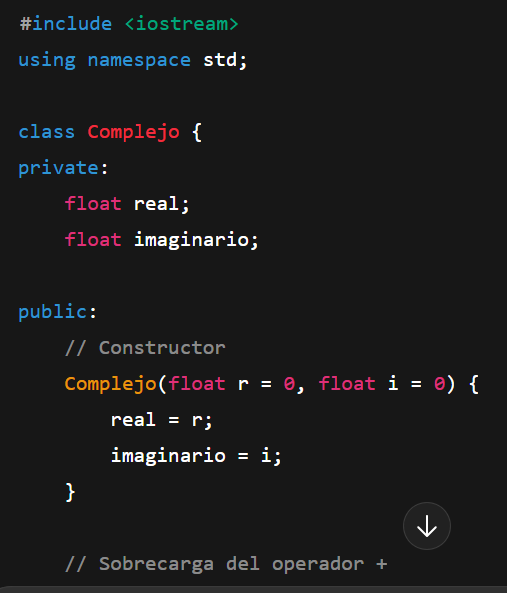 #include <iostream>
using namespace std;
class Complejo {
private:
float real;
float imaginario;
public:
// Constructor
Complejo(float r = 0, float i = 0) {
real = r;
imaginario = i;
}
// Sobrecarga del operador +